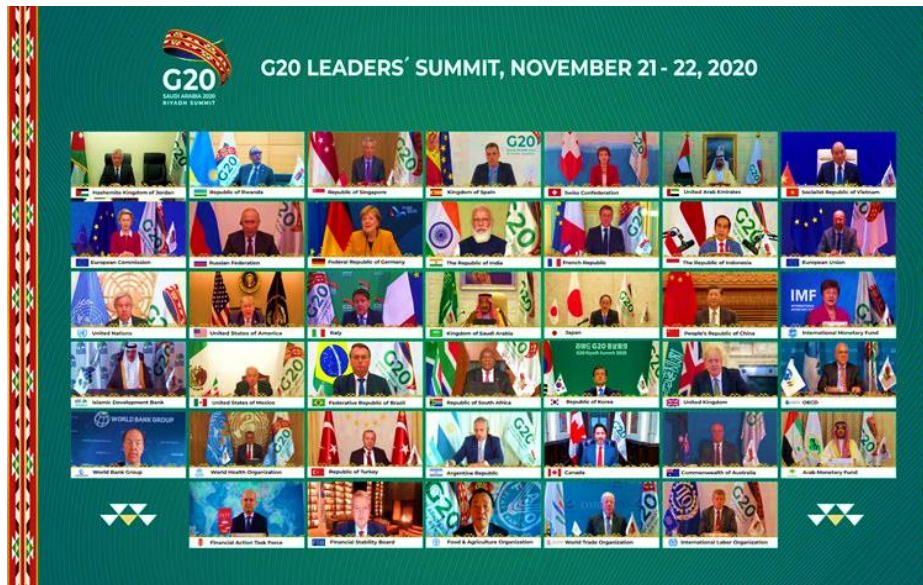 G20
SAUDI ARABIA 2020
RIYADH SUMMIT
G20 LEADERS´ SUMMIT, NOVEMBER 21 - 22, 2020
Hashemite Kingdom of Jordan
Republic of Rwanda
Republic of Singapore
Kingdom of Spain
Swiss Confederation
United Arab Emirates
Socialist Republic of Vietnam
European Commission
Russian Federation
Federal Republic of Germany
The Republic of India
French Republic
The Republic of Indonesia
European Union
United Nations
United States of America
Italy
Kingdom of Saudi Arabia
Japan
People's Republic of China
IMF
International Monetary Fund
Islamic Development Bank
United States of Mexico
Federative Republic of Brazil
Republic of South Africa
G20
Republic of Korea
United Kingdom
OECD
WORLD BANK GROUP
World Bank Group
World Health Organization
Republic of Turkey
Argentine Republic
Canada
Commonwealth of Australia
Arab Monetary Fund
Financial Action Task Force
Financial Stability Board
Food & Agriculture Organization
World Trade Organization
International Labor Organization